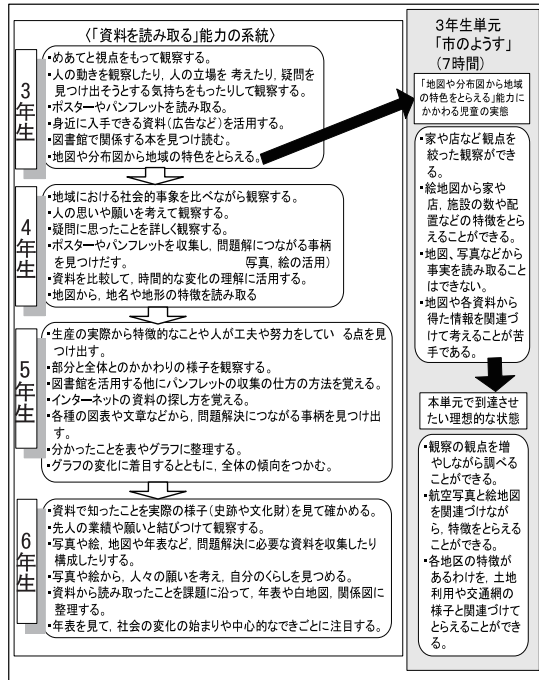 〈「資料を読み取る」能力の系統〉
3年生
・めあてと視点をもって観察する。
・人の動きを観察したり，人の立場を 考えたり，疑問を
見つけ出そうとする気持ちをもったりして観察する。
・ポスターやパンフレットを読み取る。
・身近に入手できる資料（広告など）を活用する。
・図書館で関係する本を見つけ読む。
・地図や分布図から地域の特色をとらえる。
4年生
・地域における社会的事象を比べながら観察する。
・人の思いや願いを考えて観察する。
・疑問に思ったことを詳しく観察する。
・ポスターやパンフレットを収集し，問題解につながる事柄
を見つけだす。 写真，絵の活用）
・資料を比較して，時間的な変化の理解に活用する。
・地図から，地名や地形の特徴を読み取る
5年生
・生産の実際から特徴的なことや人が工夫や努力をしてい る点を見
つけ出す。
・部分と全体とのかかわりの様子を観察する。
・図書館を活用する他にパンフレットの収集の仕方の方法を覚える。
・インターネットの資料の探し方を覚える。
・各種の図表や文章などから，問題解決につながる事柄を見つけ出
す。
・分かったことを表やグラフに整理する。
・グラフの変化に着目するとともに，全体の傾向をつかむ。
6年生
・資料で知ったことを実際の様子（史跡や文化財）を見て確かめる。
・先人の業績や願いと結びつけて観察する。
・写真や絵，地図や年表など，問題解決に必要な資料を収集したり
構成したりする。
・写真や絵から，人々の願いを考え，自分のくらしを見つめる。
・資料から読み取ったことを課題に沿って，年表や白地図，関係図に
整理する。
・年表を見て，社会の変化の始まりや中心的なできごとに注目する。
3年生単元
「市のようす」
（7時間）
「地図や分布図から地域
の特色をとらえる」能力に
かかわる児童の実態
・家や店など観点を
絞った観察ができ
る。
・絵地図から家や
店，施設の数や配
置などの特徴をとら
えることができる。
・地図、写真などから
事実を読み取ること
はできない。
・地図や各資料から
得た情報を関連づ
けて考えることが苦
手である。
本単元で到達させ
たい理想的な状態
・観察の観点を増
やしながら調べる
ことができる。
・航空写真と絵地図
を関連づけなが
ら，特徴をとらえる
ことができる。
・各地区の特徴が
あるわけを，土地
利用や交通網の
様子と関連づけて
とらえることができ
る。